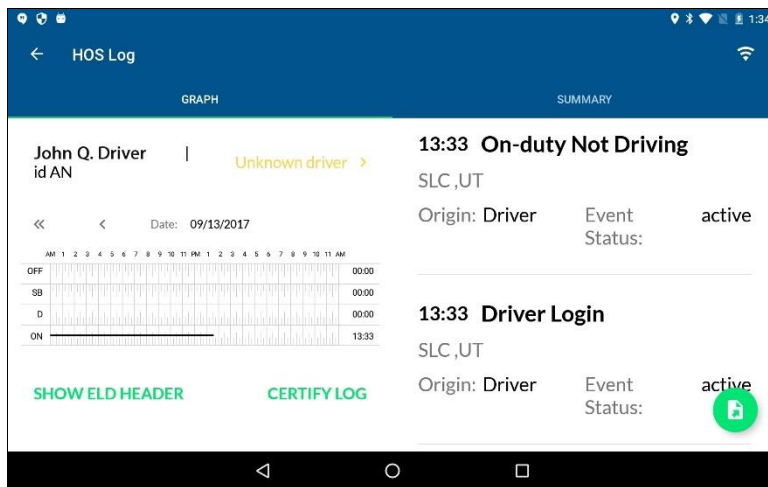 1:34
HOS Log
GRAPH
SUMMARY
John Q. Driver | Unknown driver >
id AN
<< < Date: 09/13/2017
AM 1 2 3 4 5 6 7 8 9 10 11 PM 1 2 3 4 5 6 7 8 9 10 11 AM
OFF 00:00
SB 00:00
D 00:00
ON 13:33
SHOW ELD HEADER CERTIFY LOG
13:33 On-duty Not Driving
SLC ,UT
Origin: Driver Event active
Status:
13:33 Driver Login
SLC ,UT
Origin: Driver Event active
Status: